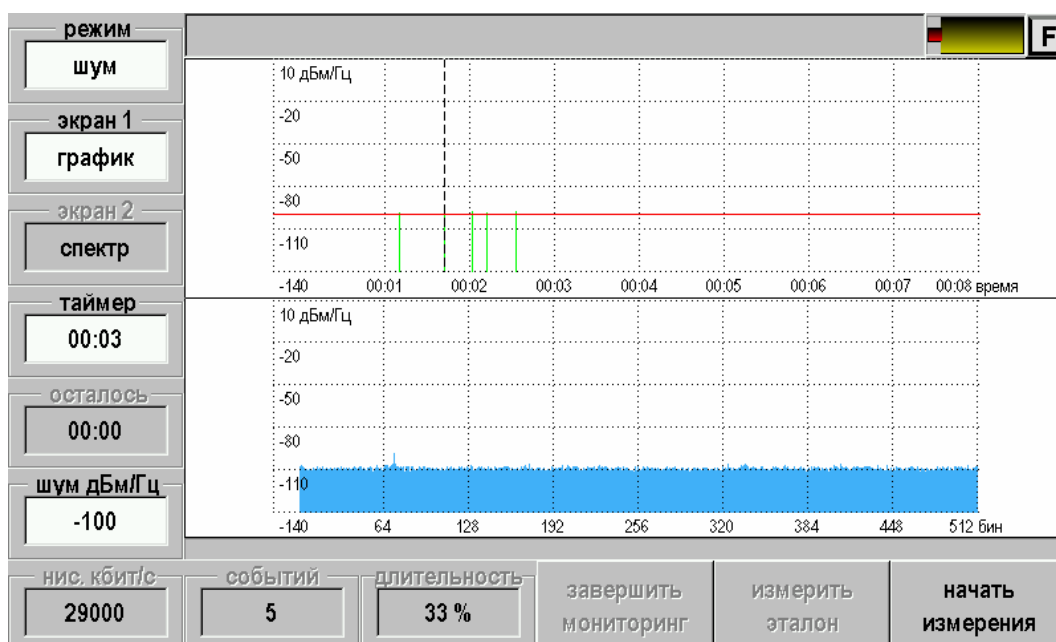 F
режим
шум
экран 1
график
экран 2
спектр
таймер
00:03
осталось
00:00
шум дБм/Гц
-100
10 дБм/Гц
-20
-50
-80
-110
-140 00:01 00:02 00:03 00:04 00:05 00:06 00:07 00:08 время
10 дБм/Гц
-20
-50
-80
-110
-140 64 128 192 256 320 384 448 512 бин
нис. кбит/с
29000
событий
5
длительность
33 %
завершить
мониторинг
измерить
эталон
начать
измерения